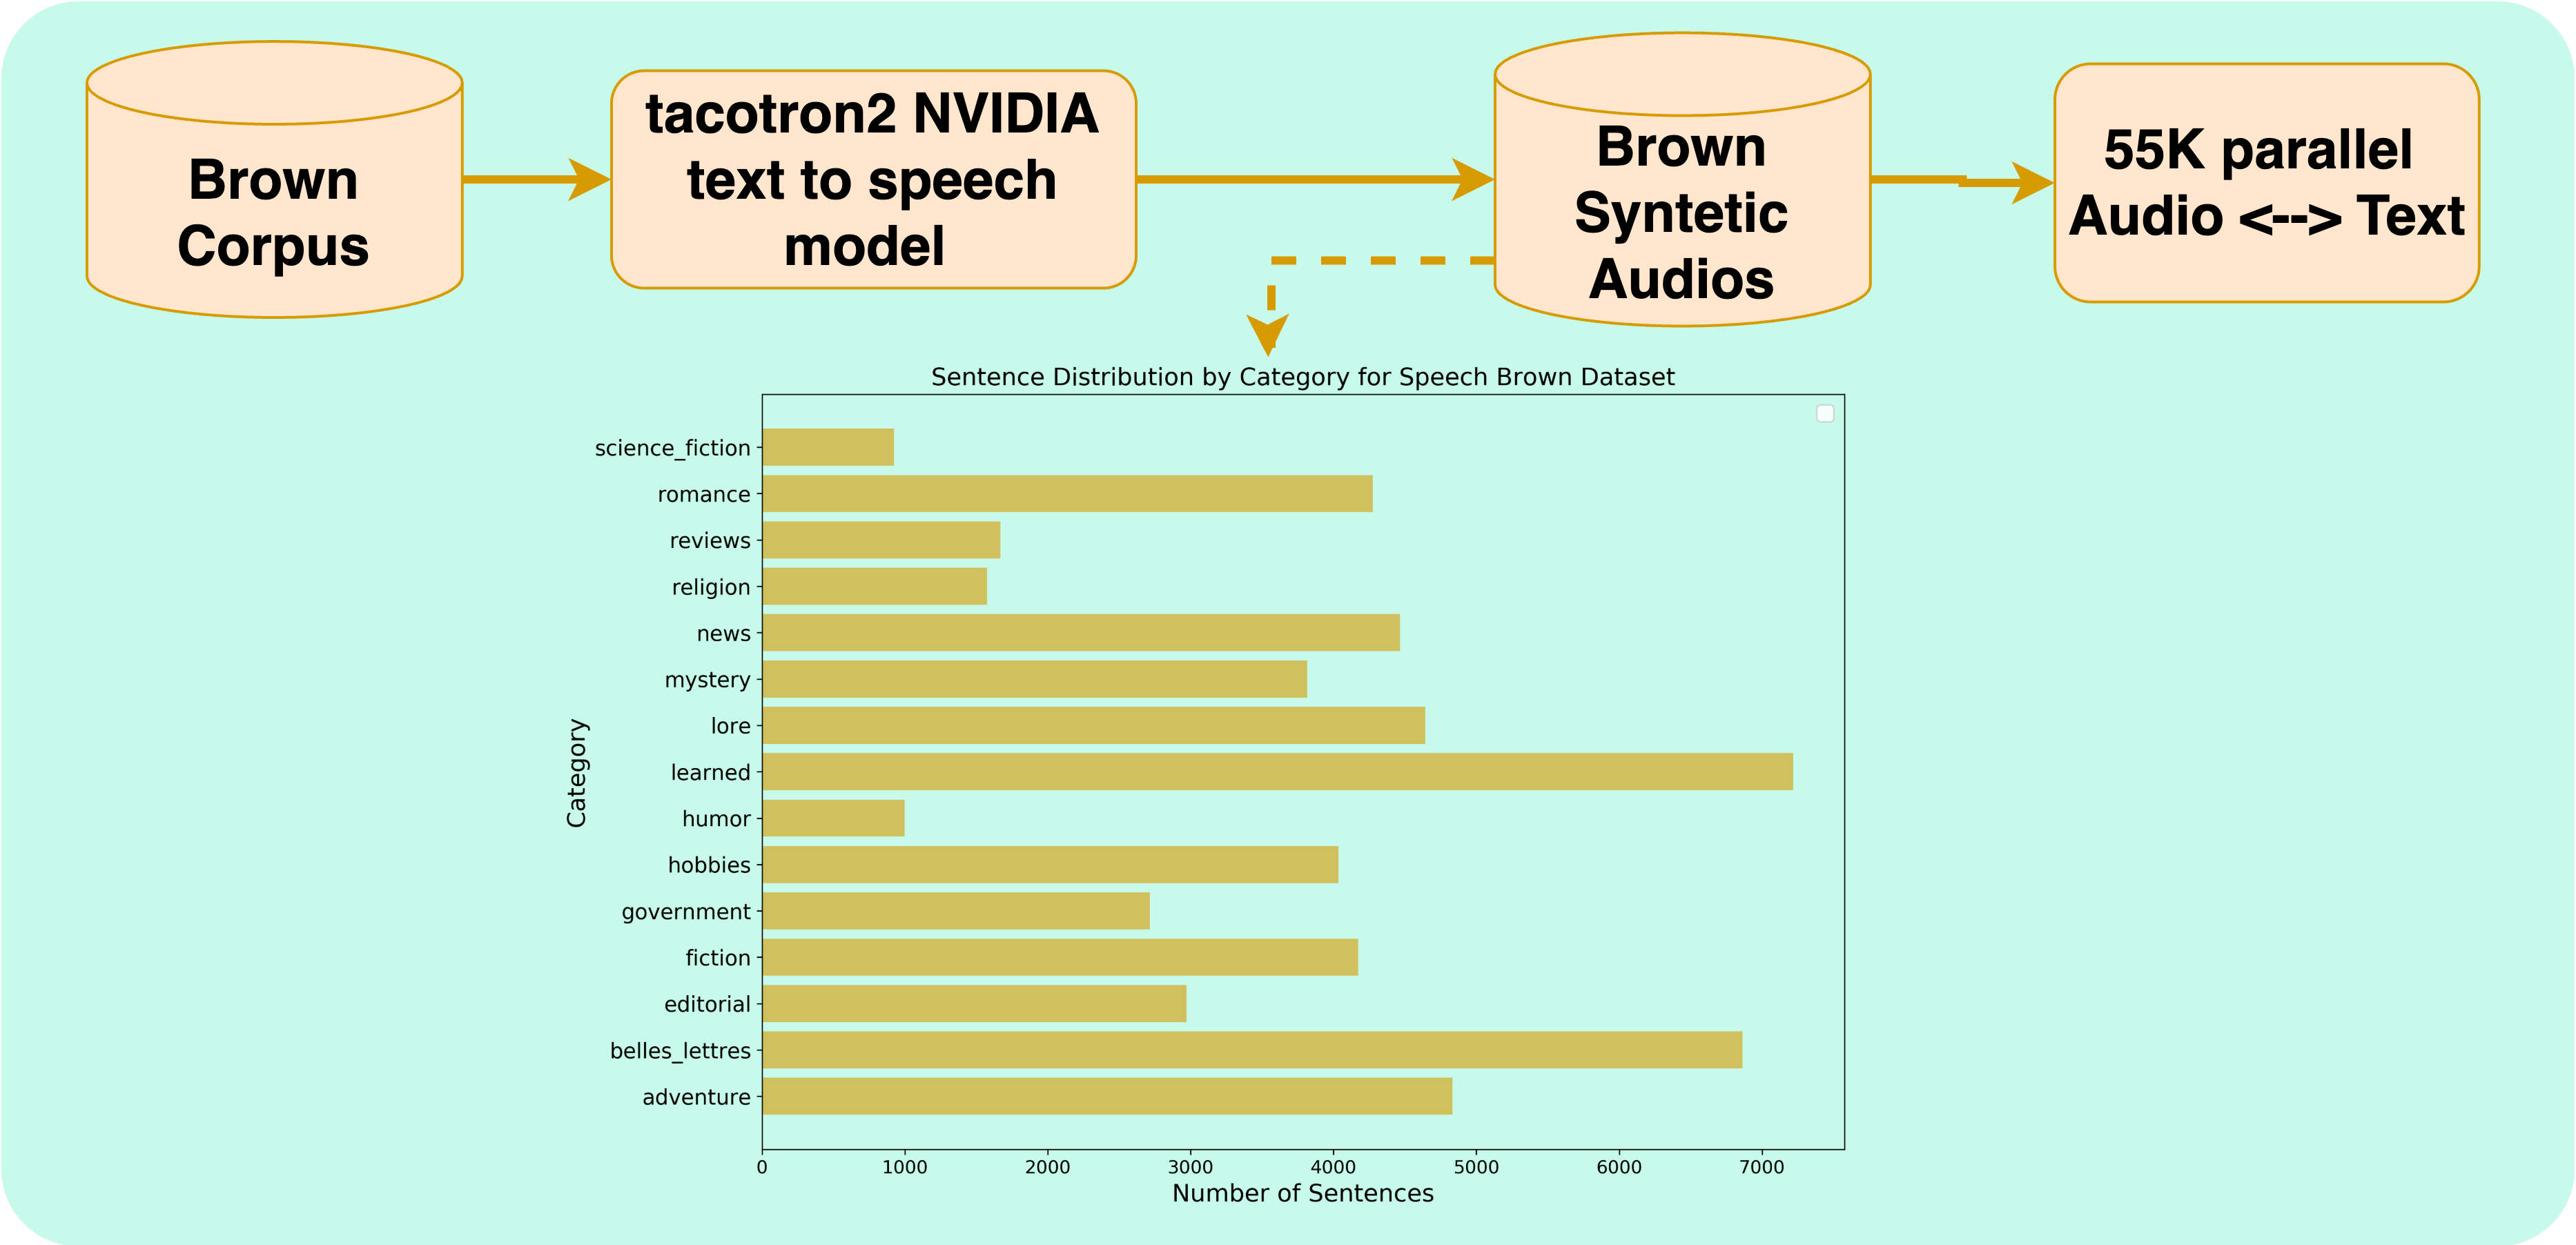 Brown
Corpus
tacotron2 NVIDIA
text to speech
model
Brown
Syntetic
Audios
55K parallel
Audio <--> Text
Sentence Distribution by Category for Speech Brown Dataset
science_fiction
romance
reviews
religion
news
mystery
lore
learned
humor
hobbies
government
fiction
editorial
belles_lettres
adventure
Category
0 1000 2000 3000 4000 5000 6000 7000
Number of Sentences